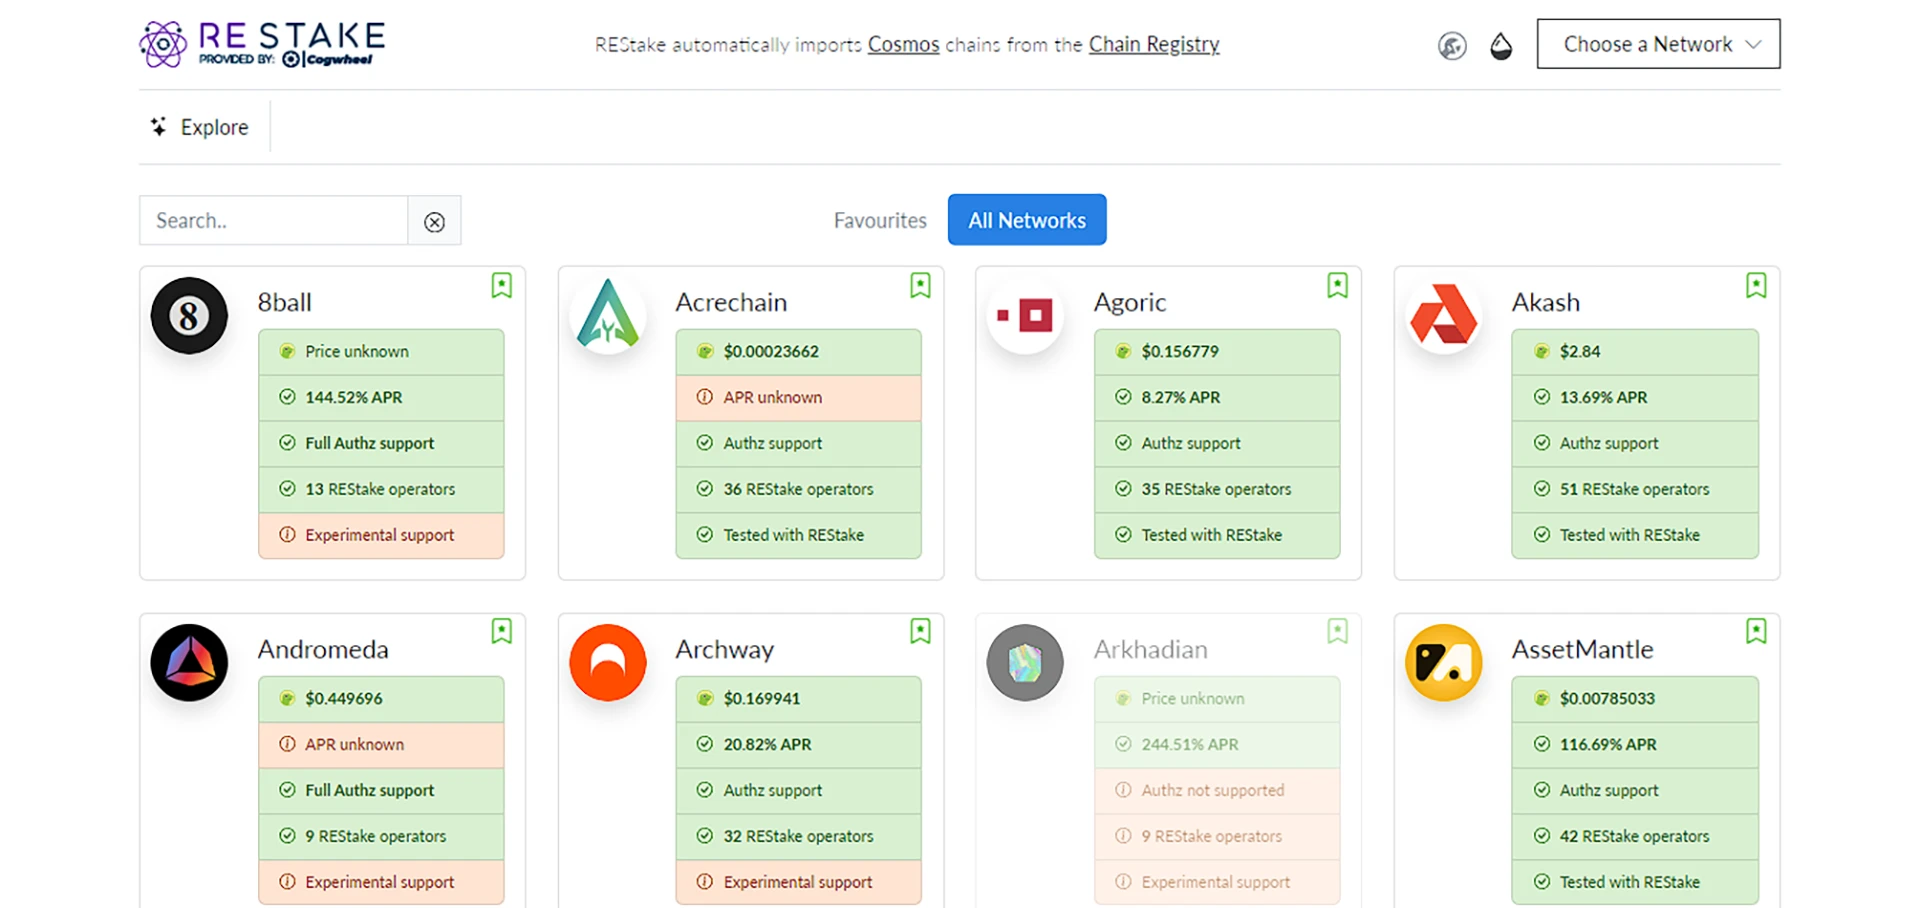 RESTAKE
PROVIDED BY: Cogwheel
REStake automatically imports Cosmos chains from the Chain Registry
Choose a Network
Explore
Search..
Favourites
All Networks
8
8ball
Price unknown
144.52% APR
Full Authz support
13 REStake operators
Experimental support
Acrechain
$0.00023662
APR unknown
Authz support
36 REStake operators
Tested with REStake
Agoric
$0.156779
8.27% APR
Authz support
35 REStake operators
Tested with REStake
Akash
$2.84
13.69% APR
Authz support
51 REStake operators
Tested with REStake
Andromeda
$0.449696
APR unknown
Full Authz support
9 REStake operators
Experimental support
Archway
$0.169941
20.82% APR
Authz support
32 REStake operators
Experimental support
Arkhadian
Price unknown
244.51% APR
Authz not supported
9 REStake operators
Experimental support
AssetMantle
$0.00785033
116.69% APR
Authz support
42 REStake operators
Tested with REStake